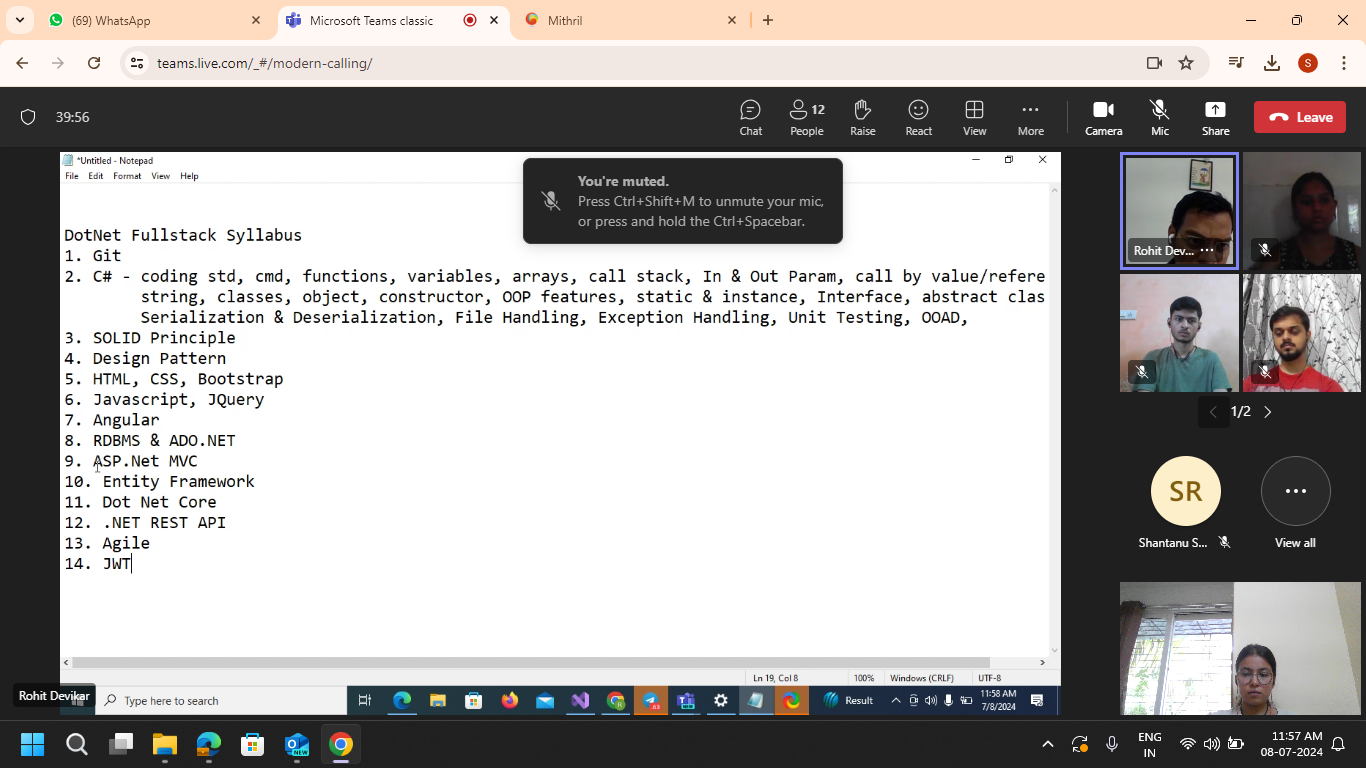 (69) WhatsApp
Microsoft Teams classic
Mithril
teams.live.com/_#/modern-calling/
S
39:56
Chat
12
People
Raise
React
View
More
Camera
Mic
Share
Leave
*Untitled - Notepad
File Edit Format View Help
You're muted.
Press Ctrl+Shift+M to unmute your mic,
or press and hold the Ctrl+Spacebar.
DotNet Fullstack Syllabus
1. Git
2. C# - coding std, cmd, functions, variables, arrays, call stack, In & Out Param, call by value/refere
string, classes, object, constructor, OOP features, static & instance, Interface, abstract clas
Serialization & Deserialization, File Handling, Exception Handling, Unit Testing, OOAD,
3. SOLID Principle
4. Design Pattern
5. HTML, CSS, Bootstrap
6. Javascript, JQuery
7. Angular
8. RDBMS & ADO.NET
9. ASP.Net MVC
10. Entity Framework
11. Dot Net Core
12. .NET REST API
13. Agile
14. JWT
Ln 19, Col 8
100%
Windows (CRLF)
UTF-8
Rohit Dev... ···
1/2
SR
Shantanu S...
View all
Rohit Devikar
Type here to search
Result
11:58 AM
7/8/2024
ENG
IN
11:57 AM
08-07-2024